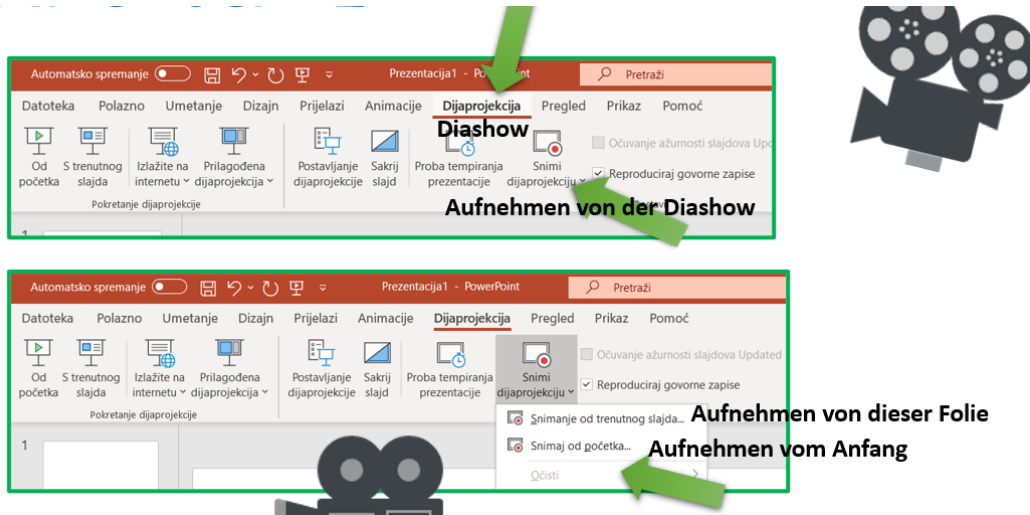 Automatsko spremanje
Prezentacija1 - PowerPoint
Pretraži
Datoteka Polazno Umetanje Dizajn Prijelazi Animacije Dijaprojekcija Pregled Prikaz Pomoć
Diashow
Od početka
S trenutnog slajda
Izlažite na internetu
Prilagođena dijaprojekcija
Postavljanje dijaprojekcije
Sakrij slajd
Proba tempiranja prezentacije
Snimi dijaprojekciju
Očuvanje ažurnosti slajdova Upd
Reproduciraj govorne zapise
Pokretanje dijaprojekcije
Aufnehmen von der Diashow
1
Automatsko spremanje
Prezentacija1 - PowerPoint
Pretraži
Datoteka Polazno Umetanje Dizajn Prijelazi Animacije Dijaprojekcija Pregled Prikaz Pomoć
Od početka
S trenutnog slajda
Izlažite na internetu
Prilagođena dijaprojekcija
Postavljanje dijaprojekcije
Sakrij slajd
Proba tempiranja prezentacije
Snimi dijaprojekciju
Očuvanje ažurnosti slajdova Updated
Reproduciraj govorne zapise
Pokretanje dijaprojekcije
1
Snimanje od trenutnog slajda...
Aufnehmen von dieser Folie
Snimaj od početka...
Aufnehmen vom Anfang
Očisti